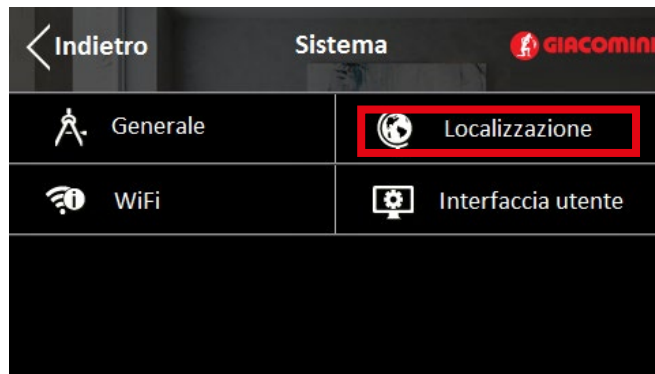 Indietro
Sistema
GIACOMINI
Generale
Localizzazione
WiFi
Interfaccia utente